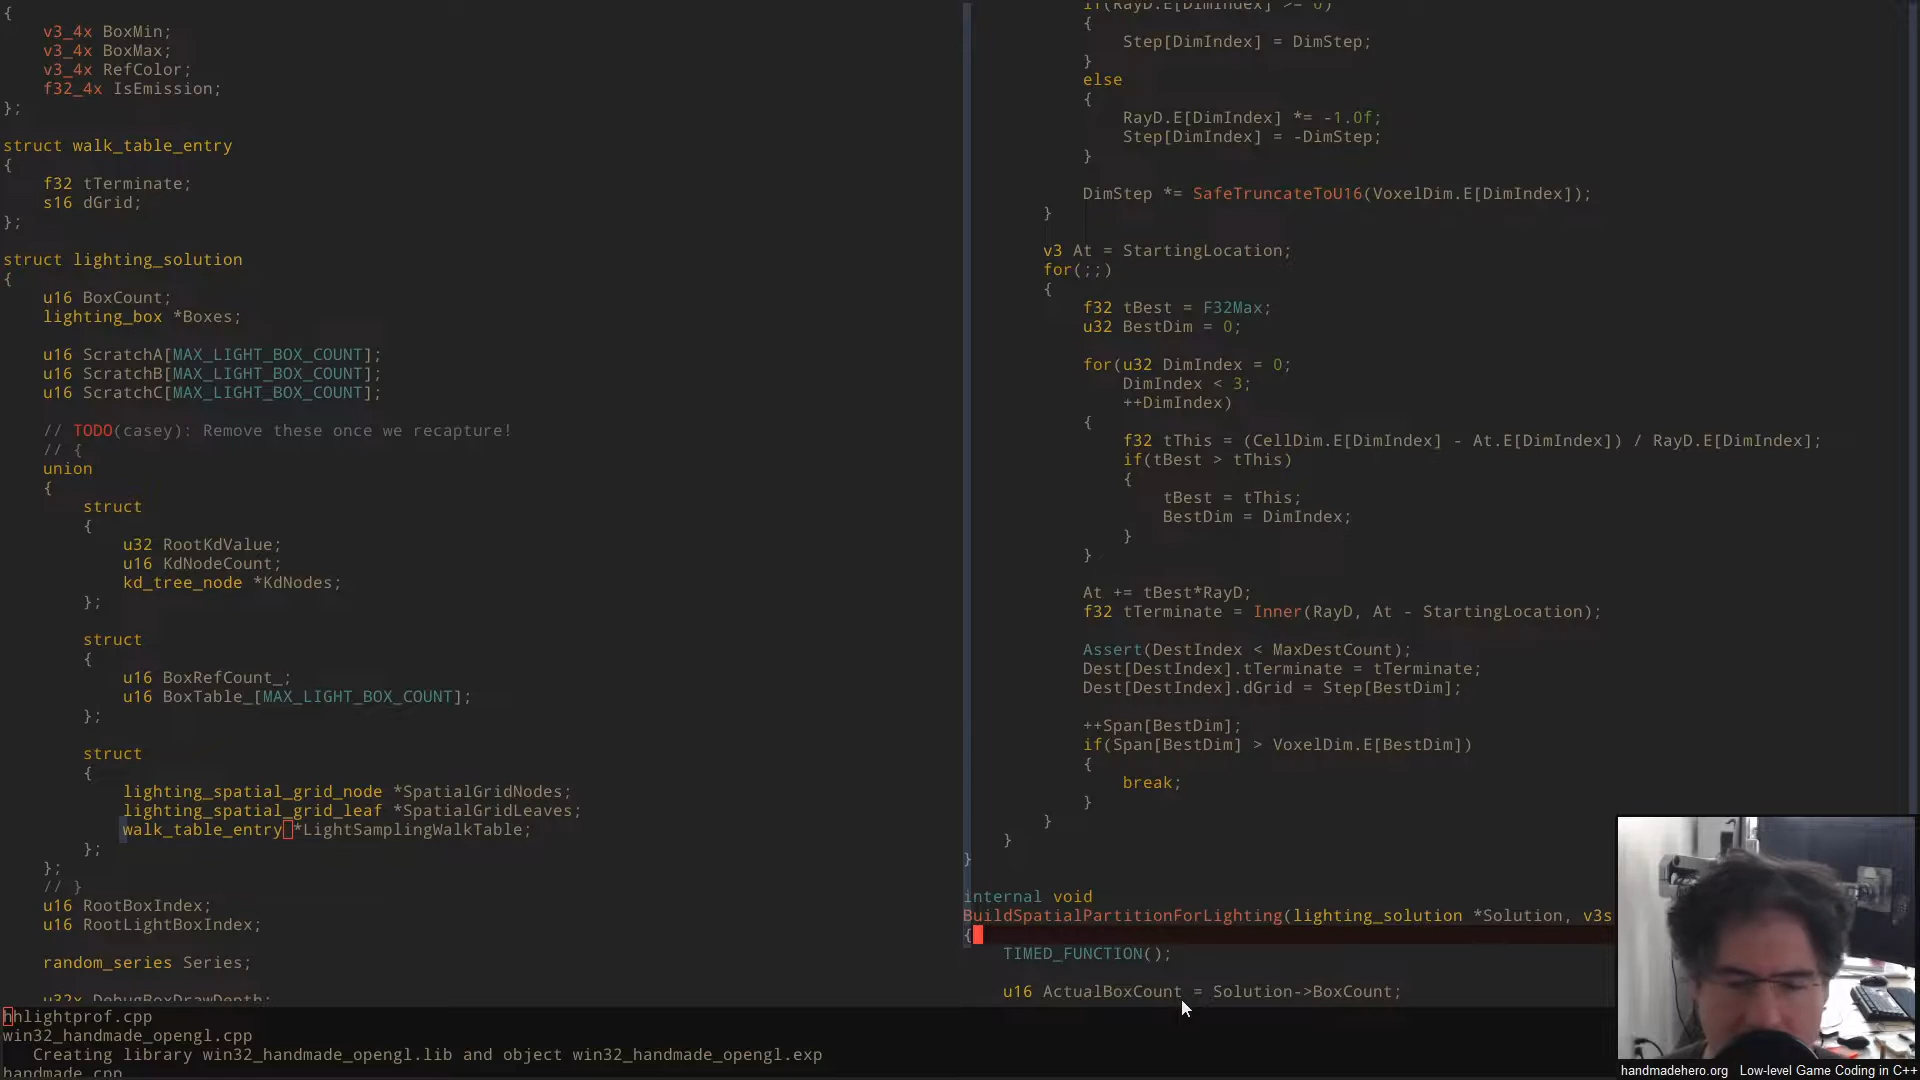 {
v3_4x BoxMin;
v3_4x BoxMax;
v3_4x RefColor;
f32_4x IsEmission;
};
struct walk_table_entry
{
f32 tTerminate;
s16 dGrid;
};
struct lighting_solution
{
u16 BoxCount;
lighting_box *Boxes;
u16 ScratchA[MAX_LIGHT_BOX_COUNT];
u16 ScratchB[MAX_LIGHT_BOX_COUNT];
u16 ScratchC[MAX_LIGHT_BOX_COUNT];
// TODO(casey): Remove these once we recapture!
// {
union
{
struct
{
u32 RootKdValue;
u16 KdNodeCount;
kd_tree_node *KdNodes;
};
struct
{
u16 BoxRefCount_;
u16 BoxTable_[MAX_LIGHT_BOX_COUNT];
};
struct
{
lighting_spatial_grid_node *SpatialGridNodes;
lighting_spatial_grid_leaf *SpatialGridLeaves;
walk_table_entry *LightSamplingWalkTable;
};
};
// }
u16 RootBoxIndex;
u16 RootLightBoxIndex;
random_series Series;
u32x DebugBoxDrawDepth;
if(RayD.E[DimIndex] >= 0)
{
Step[DimIndex] = DimStep;
}
else
{
RayD.E[DimIndex] *= -1.0f;
Step[DimIndex] = -DimStep;
}
DimStep *= SafeTruncateToU16(VoxelDim.E[DimIndex]);
}
v3 At = StartingLocation;
for(;;)
{
f32 tBest = F32Max;
u32 BestDim = 0;
for(u32 DimIndex = 0;
DimIndex < 3;
++DimIndex)
{
f32 tThis = (CellDim.E[DimIndex] - At.E[DimIndex]) / RayD.E[DimIndex];
if(tBest > tThis)
{
tBest = tThis;
BestDim = DimIndex;
}
}
At += tBest*RayD;
f32 tTerminate = Inner(RayD, At - StartingLocation);
Assert(DestIndex < MaxDestCount);
Dest[DestIndex].tTerminate = tTerminate;
Dest[DestIndex].dGrid = Step[BestDim];
++Span[BestDim];
if(Span[BestDim] > VoxelDim.E[BestDim])
{
break;
}
}
}
}
internal void
BuildSpatialPartitionForLighting(lighting_solution *Solution, v3s
{
TIMED_FUNCTION();
u16 ActualBoxCount = Solution->BoxCount;
hhlightprof.cpp
win32_handmade_opengl.cpp
Creating library win32_handmade_opengl.lib and object win32_handmade_opengl.exp
handmade.cpp
handmadehero.org Low-level Game Coding in C++